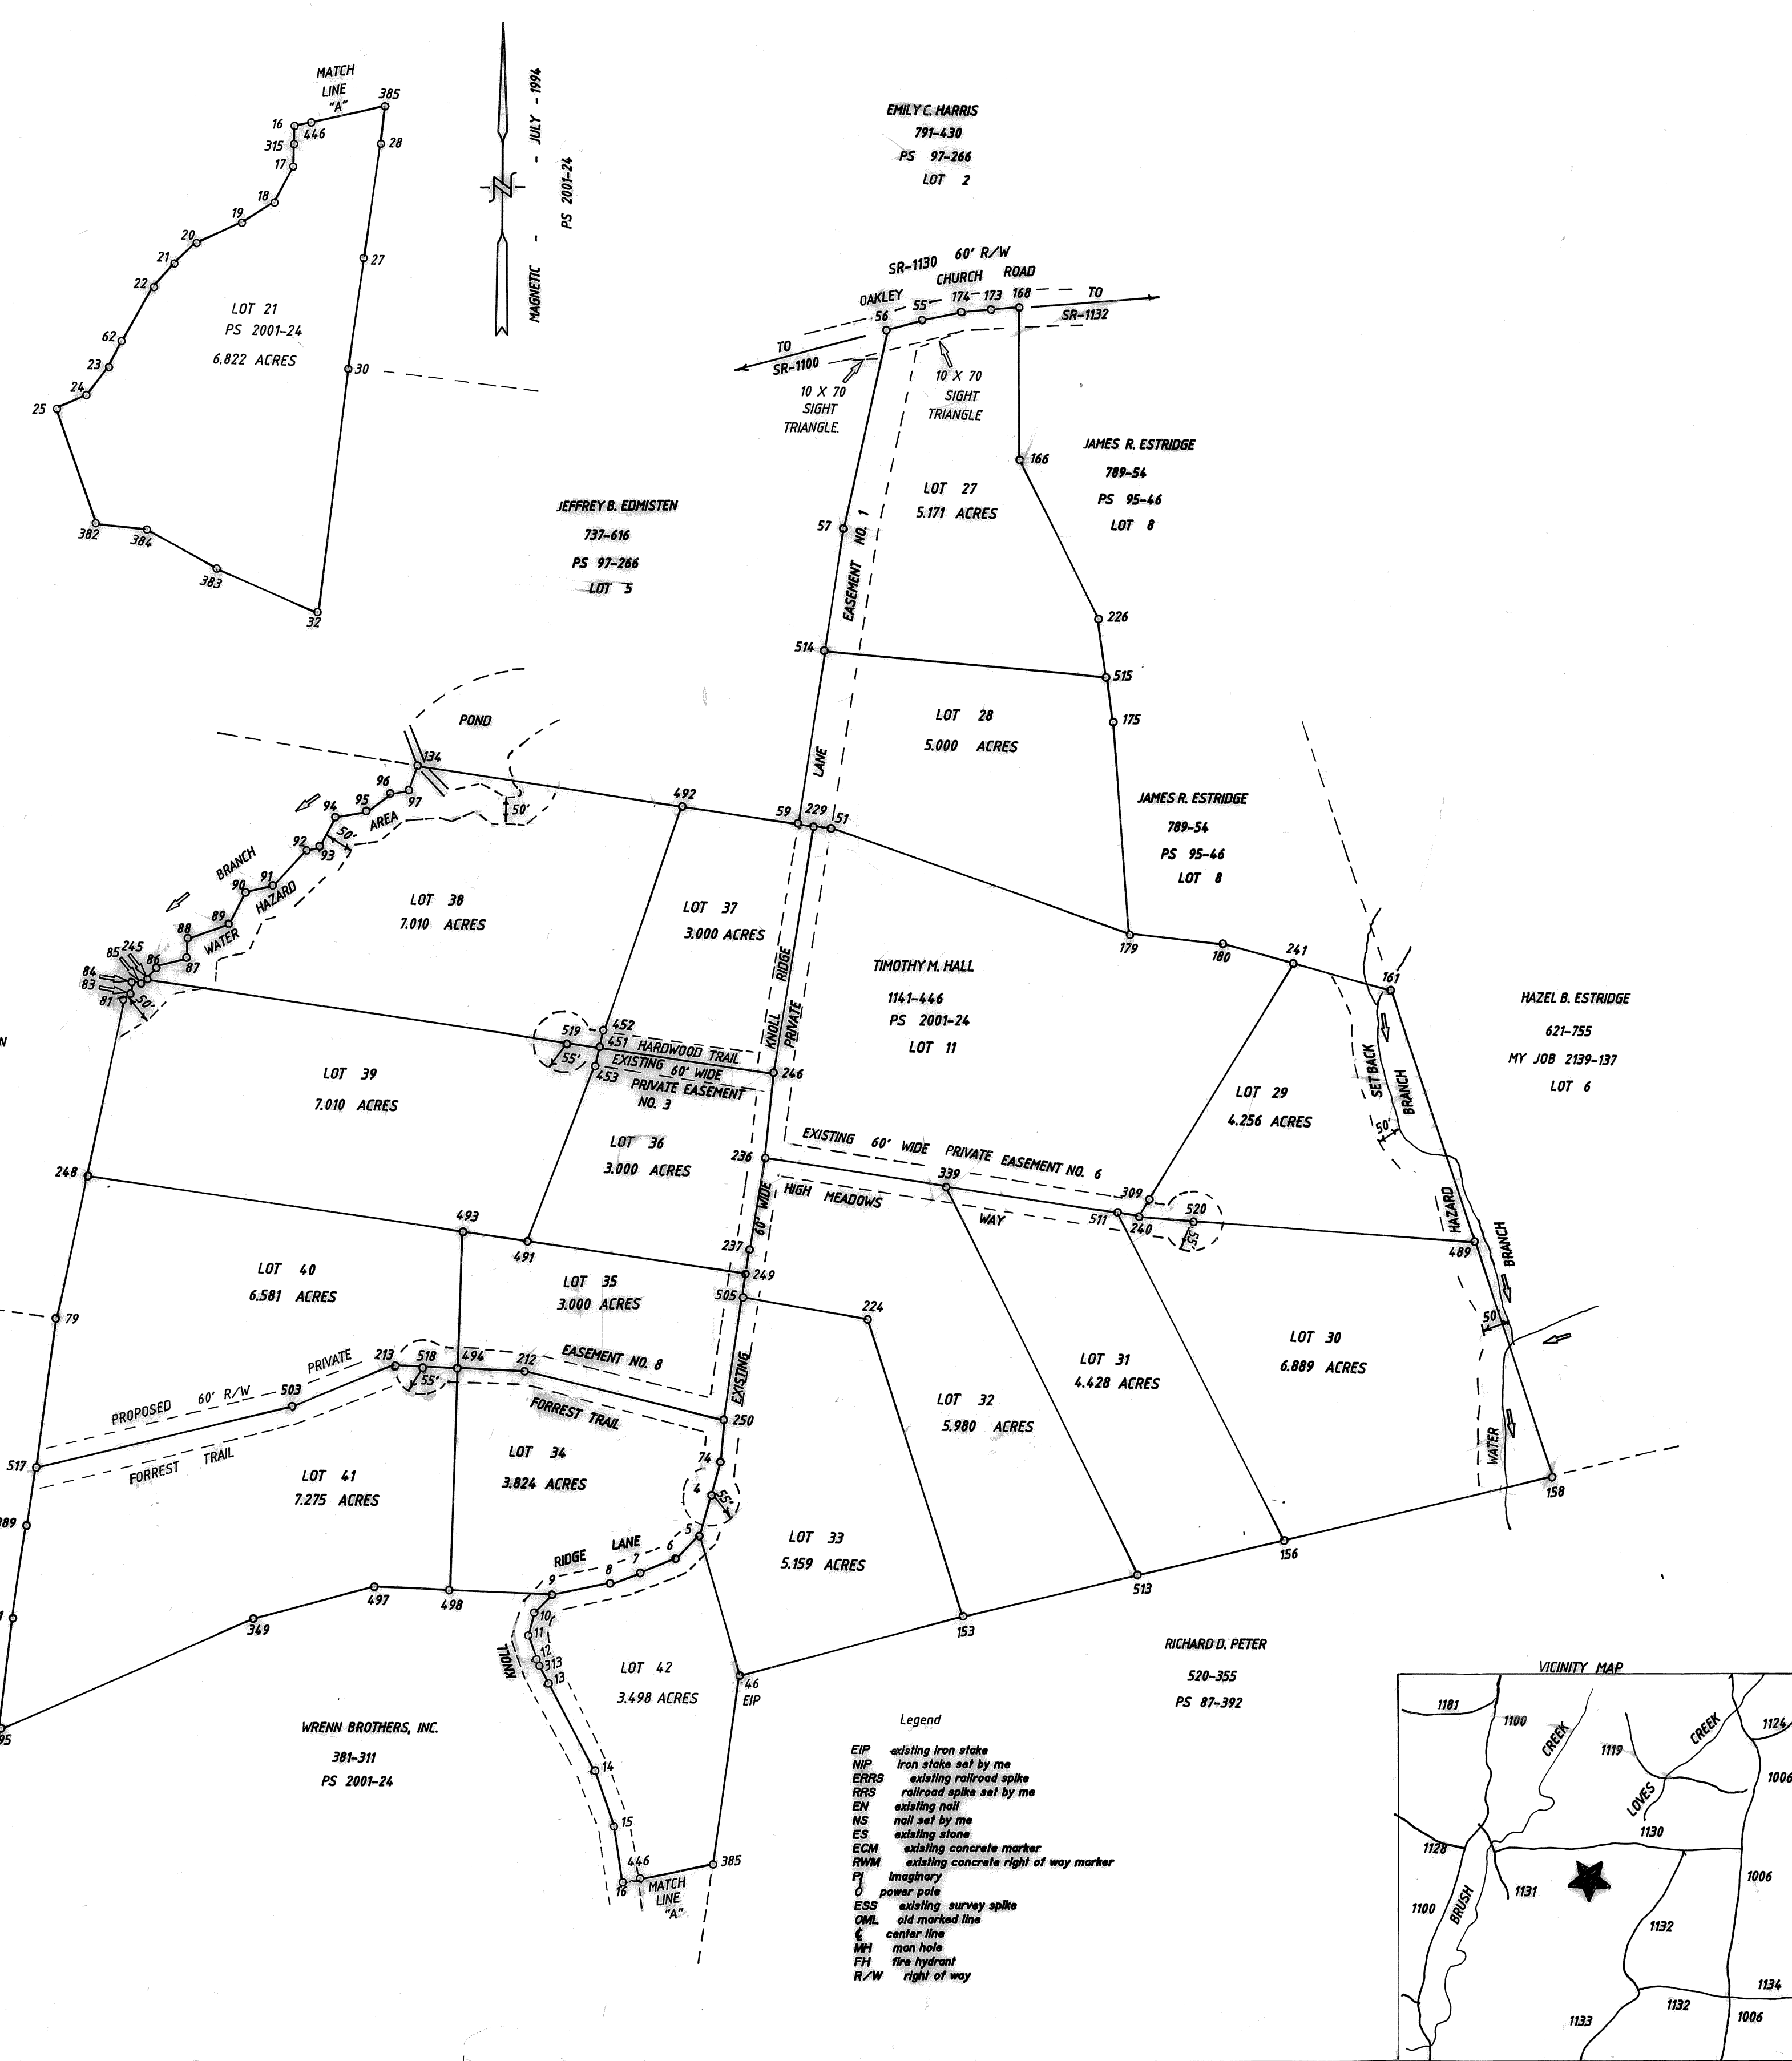 MATCH
LINE
"A"
385
16
446
315
28
17
18
19
20
21
27
22
LOT 21
PS 2001-24
6.822 ACRES
62
23
30
24
25
382
384
383
32
MAGNETIC - JULY - 1994
PS 2001-24
EMILY C. HARRIS
791-430
PS 97-266
LOT 2
SR-1130 60' R/W
OAKLEY CHURCH ROAD
56
55
174
173
168
TO
SR-1132
TO
SR-1100
10 X 70
SIGHT
TRIANGLE.
10 X 70
SIGHT
TRIANGLE
JAMES R. ESTRIDGE
789-54
PS 95-46
LOT 8
166
LOT 27
5.171 ACRES
JEFFREY B. EDMISTEN
737-616
PS 97-266
LOT 5
57
EASEMENT NO. 1
226
514
515
175
LOT 28
5.000 ACRES
LANE
POND
134
96
97
95
94
AREA
50'
50'
92
93
BRANCH
91
90
HAZARD
89
88
WATER
87
86
245
85
84
83
81
50'
492
59
229
51
JAMES R. ESTRIDGE
789-54
PS 95-46
LOT 8
LOT 38
7.010 ACRES
LOT 37
3.000 ACRES
KNOLL RIDGE
PRIVATE
TIMOTHY M. HALL
1141-446
PS 2001-24
LOT 11
179
180
241
161
HAZEL B. ESTRIDGE
621-755
MY JOB 2139-137
LOT 6
N
519
55'
452
451
453
HARDWOOD TRAIL
EXISTING 60' WIDE
PRIVATE EASEMENT
NO. 3
246
LOT 39
7.010 ACRES
LOT 36
3.000 ACRES
LOT 29
4.256 ACRES
SET BACK
BRANCH
50'
236
EXISTING 60' WIDE PRIVATE EASEMENT NO. 6
339
HIGH MEADOWS
WAY
309
511
240
520
55'
HAZARD
489
BRANCH
248
493
491
60' WIDE
237
249
505
224
LOT 40
6.581 ACRES
LOT 35
3.000 ACRES
79
50'
LOT 30
6.889 ACRES
LOT 31
4.428 ACRES
LOT 32
5.980 ACRES
PROPOSED 60' R/W PRIVATE
503
213
518
55'
494
212
EASEMENT NO. 8
EXISTING
FORREST TRAIL
250
517
FORREST TRAIL
LOT 41
7.275 ACRES
LOT 34
3.824 ACRES
74
4
55'
WATER
158
389
5
6
7
8
9
RIDGE LANE
LOT 33
5.159 ACRES
156
513
153
497
498
349
10
11
12
313
13
KNOLL
LOT 42
3.498 ACRES
46
EIP
RICHARD D. PETER
520-355
PS 87-392
95
WRENN BROTHERS, INC.
381-311
PS 2001-24
14
15
446
16
385
MATCH
LINE
"A"
Legend
EIP existing iron stake
NIP iron stake set by me
ERRS existing railroad spike
RRS railroad spike set by me
EN existing nail
NS nail set by me
ES existing stone
ECM existing concrete marker
RWM existing concrete right of way marker
PI imaginary
O power pole
ESS existing survey spike
OML old marked line
℄ center line
MH man hole
FH fire hydrant
R/W right of way
VICINITY MAP
1181
1100
CREEK
1119
CREEK
1124
1006
LOVES
1130
1128
1006
1100
BRUSH
1131
1132
1134
1132
1133
1006